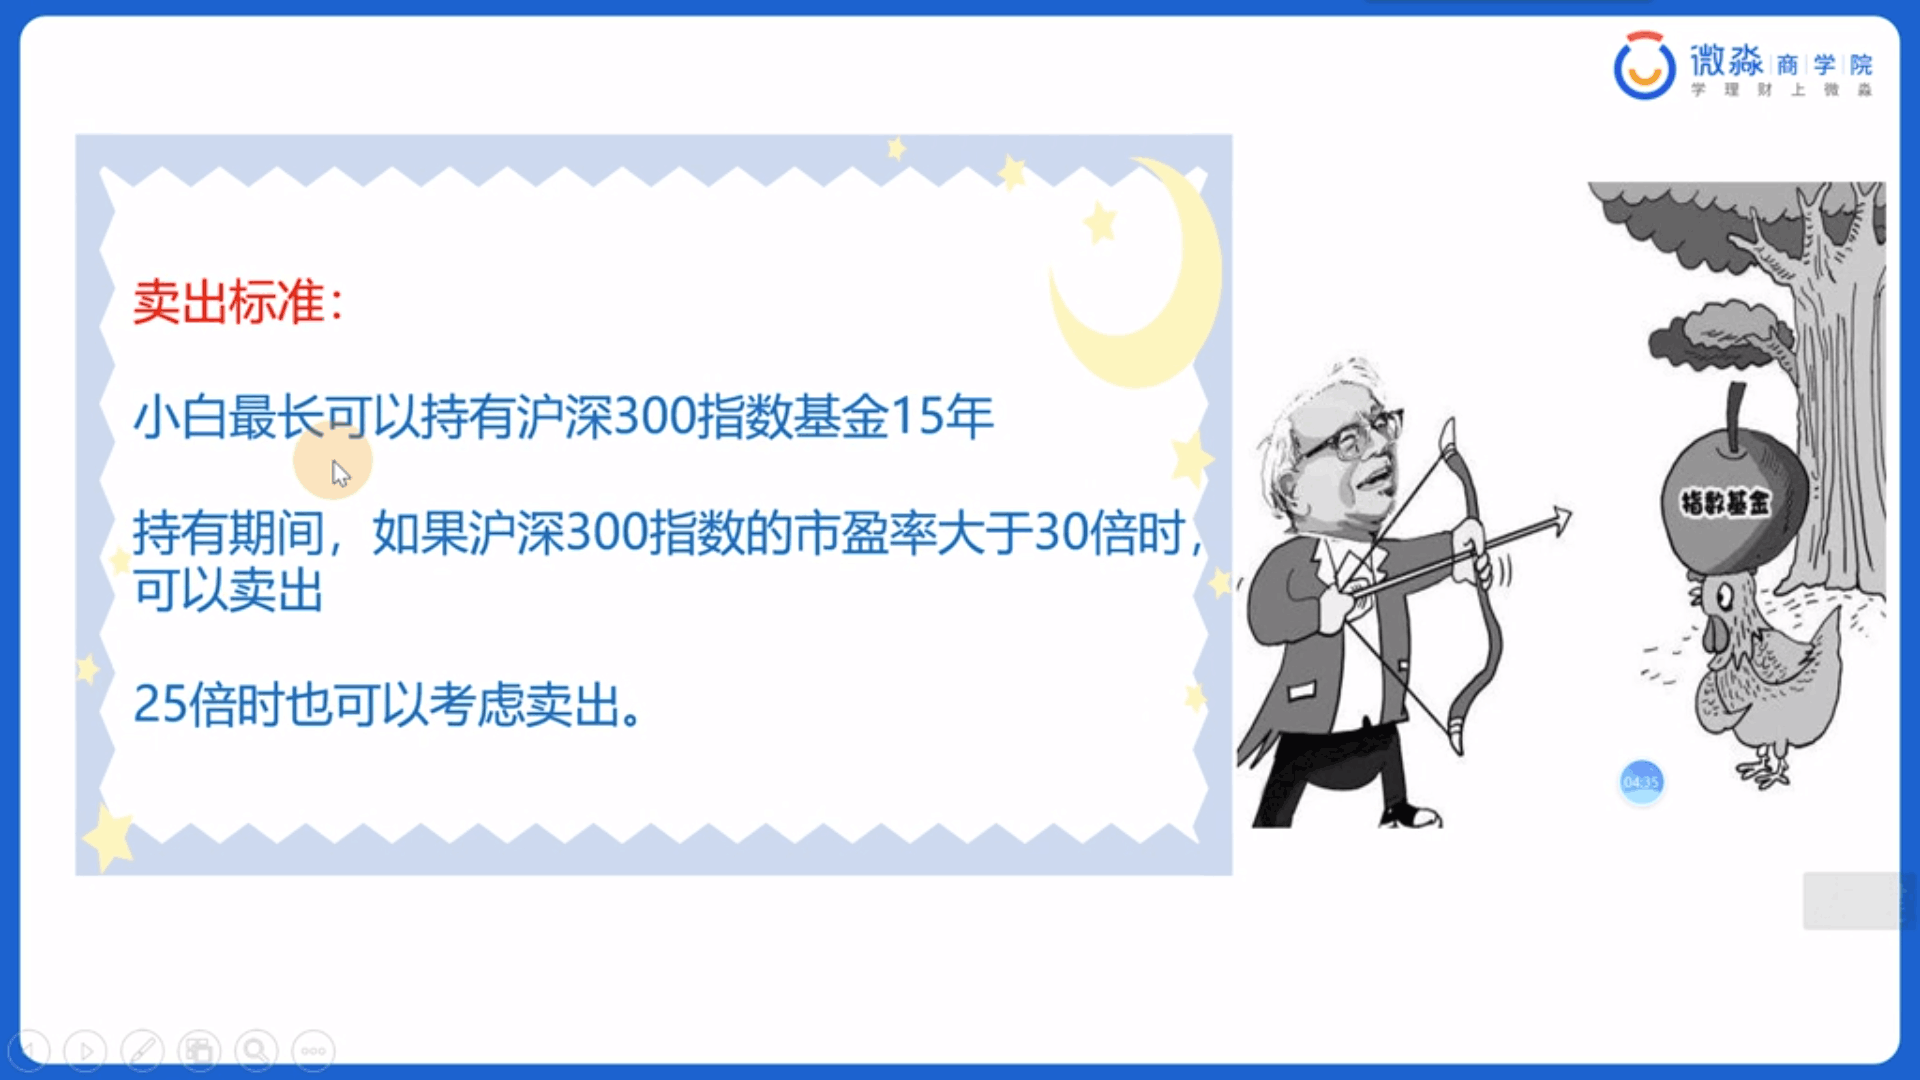 微淼商学院
学理财上微淼
卖出标准：
小白最长可以持有沪深300指数基金15年
持有期间，如果沪深300指数的市盈率大于30倍时，
可以卖出
25倍时也可以考虑卖出。
指数基金
04:35